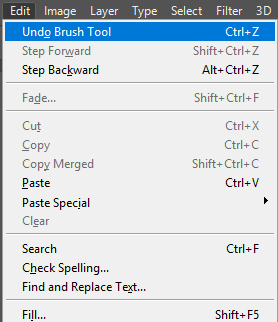 Edit Image Layer Type Select Filter 3D
Undo Brush Tool Ctrl+Z
Step Forward Shift+Ctrl+Z
Step Backward Alt+Ctrl+Z
Fade... Shift+Ctrl+F
Cut Ctrl+X
Copy Ctrl+C
Copy Merged Shift+Ctrl+C
Paste Ctrl+V
Paste Special
Clear
Search Ctrl+F
Check Spelling...
Find and Replace Text...
Fill... Shift+F5